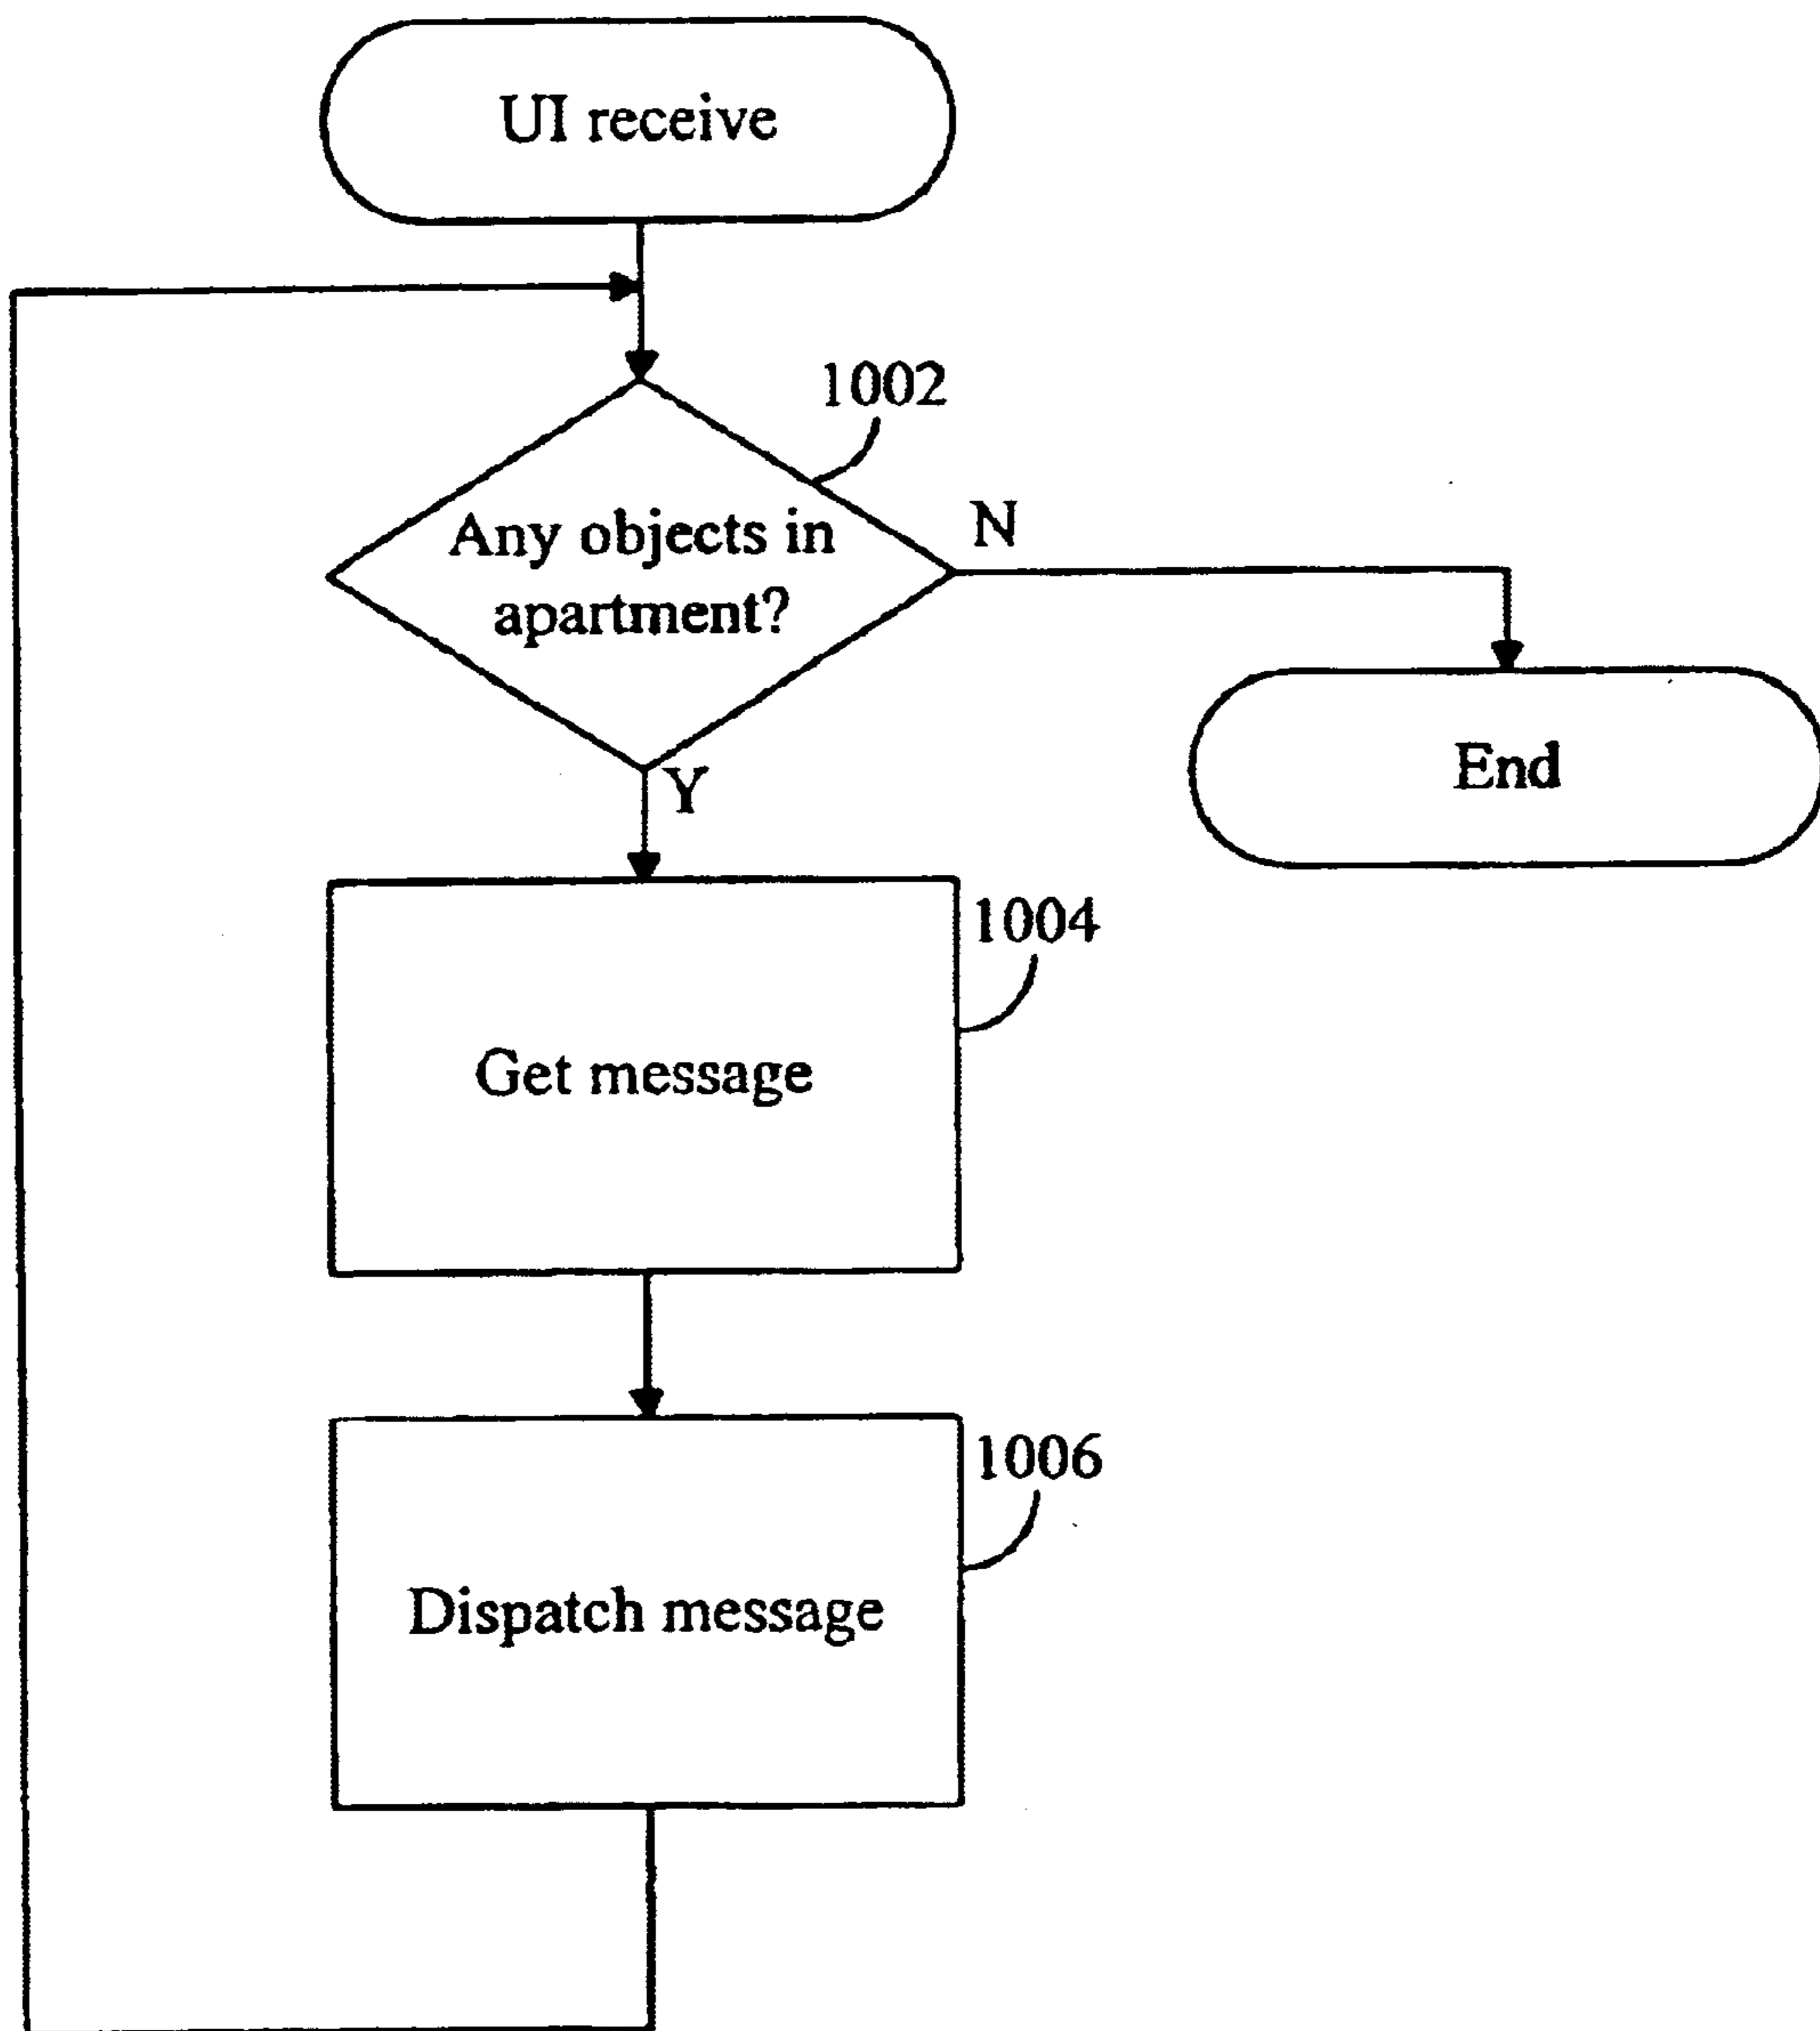 UI receive
1002
Any objects in
apartment?
N
End
Y
1004
Get message
1006
Dispatch message